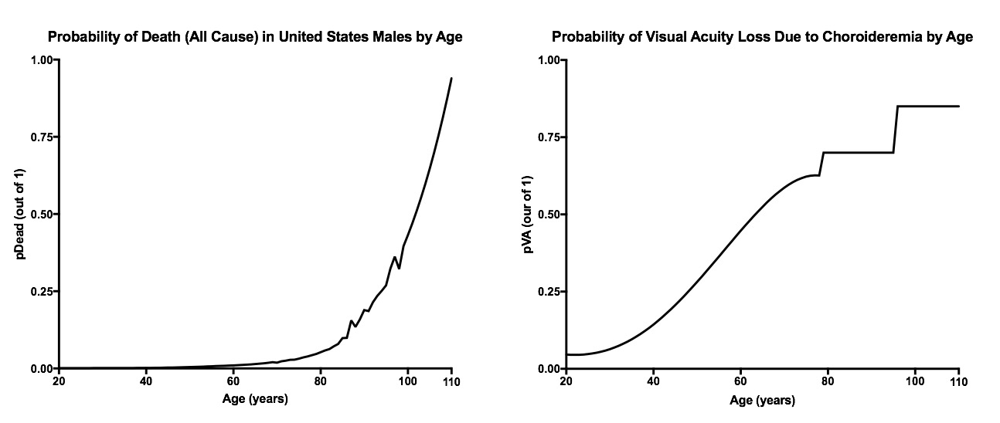 Probability of Death (All Cause) in United States Males by Age
1.00
0.75
0.50
0.25
0.00
pDead (out of 1)
20 40 60 80 100 110
Age (years)
Probability of Visual Acuity Loss Due to Choroideremia by Age
1.00
0.75
0.50
0.25
0.00
pVA (our of 1)
20 40 60 80 100 110
Age (years)